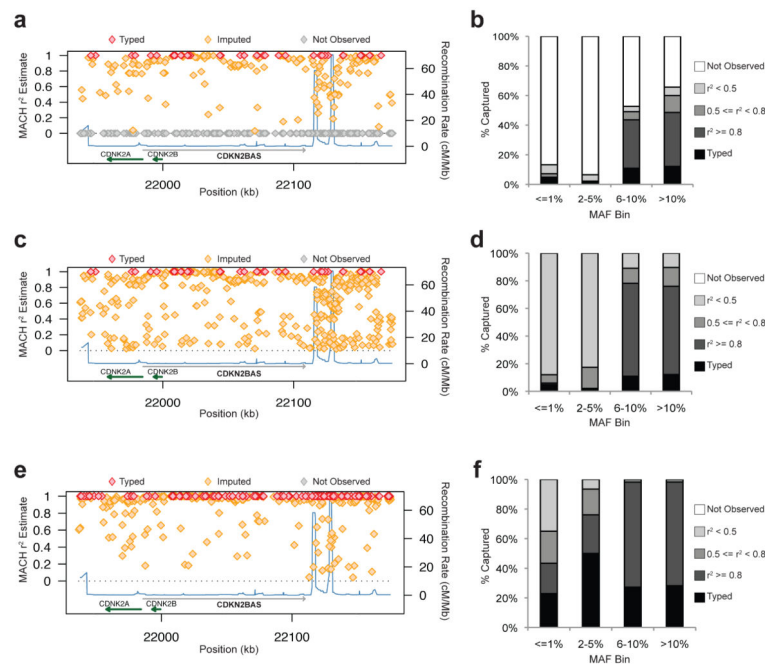 a
Typed
Imputed
Not Observed
MACH r² Estimate
1
0.8
0.6
0.4
0.2
0
Recombination Rate (cM/Mb)
60
40
20
0
CDNK2A
CDNK2B
CDKN2BAS
22000
22100
Position (kb)
b
% Captured
100%
80%
60%
40%
20%
0%
<=1%
2-5%
6-10%
>10%
MAF Bin
Not Observed
r² < 0.5
0.5 <= r² < 0.8
r² >= 0.8
Typed
c
Typed
Imputed
Not Observed
MACH r² Estimate
1
0.8
0.6
0.4
0.2
0
Recombination Rate (cM/Mb)
60
40
20
0
CDNK2A
CDNK2B
CDKN2BAS
22000
22100
Position (kb)
d
% Captured
100%
80%
60%
40%
20%
0%
<=1%
2-5%
6-10%
>10%
MAF Bin
Not Observed
r² < 0.5
0.5 <= r² < 0.8
r² >= 0.8
Typed
e
Typed
Imputed
Not Observed
MACH r² Estimate
1
0.8
0.6
0.4
0.2
0
Recombination Rate (cM/Mb)
60
40
20
0
CDNK2A
CDNK2B
CDKN2BAS
22000
22100
Position (kb)
f
% Captured
100%
80%
60%
40%
20%
0%
<=1%
2-5%
6-10%
>10%
MAF Bin
Not Observed
r² < 0.5
0.5 <= r² < 0.8
r² >= 0.8
Typed